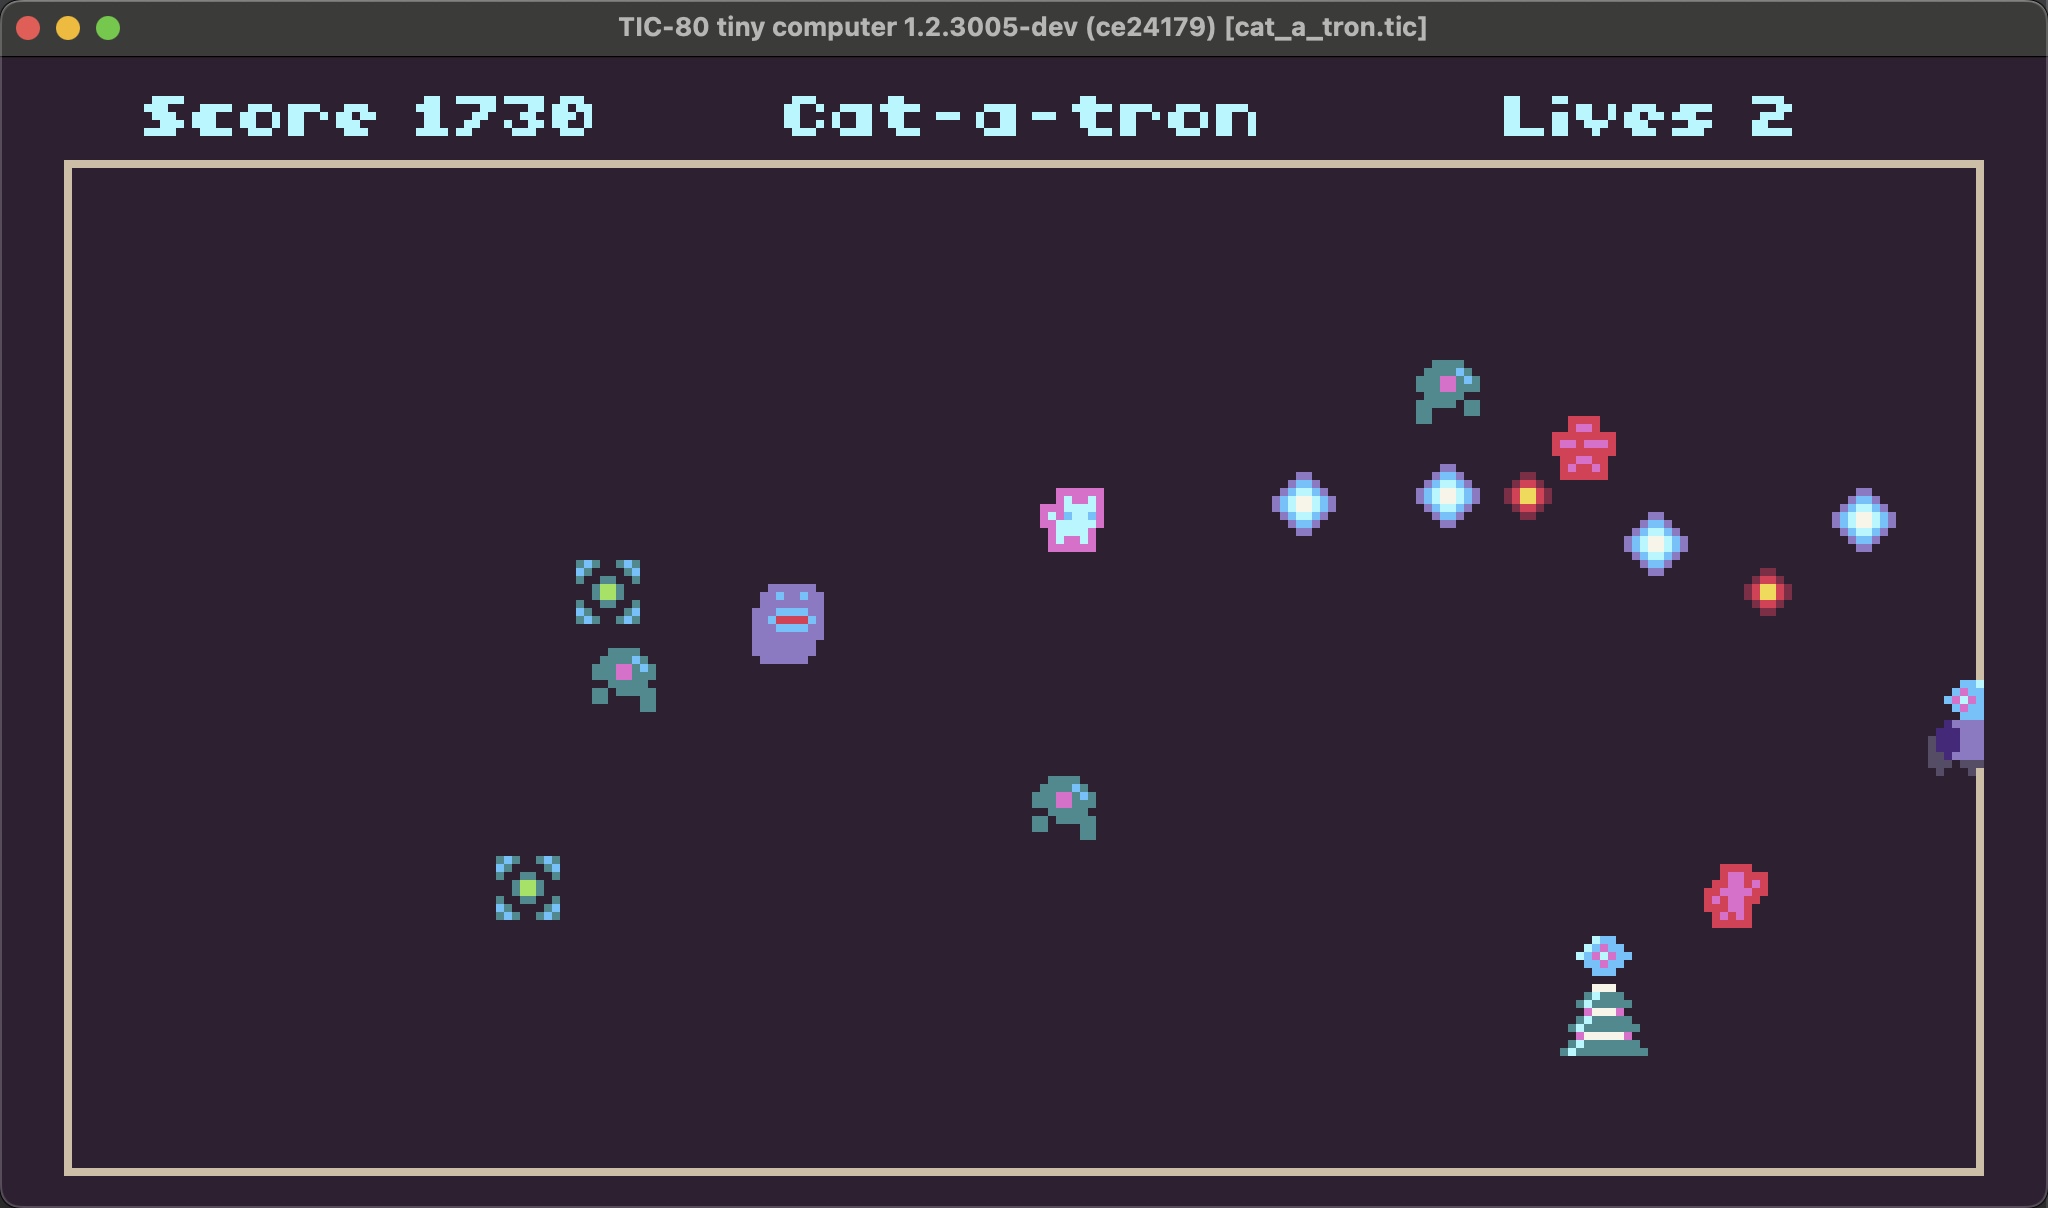 TIC-80 tiny computer 1.2.3005-dev (ce24179) [cat_a_tron.tic]
Score 1730 Cat-a-tron Lives 2